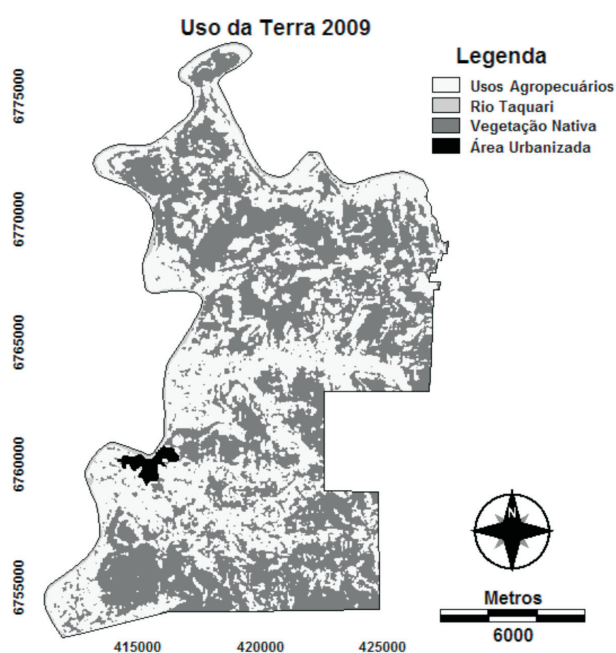 Uso da Terra 2009
Legenda
Usos Agropecuários
Rio Taquari
Vegetação Nativa
Área Urbanizada
6775000
6770000
6765000
6760000
6755000
N
Metros
6000
415000
420000
425000